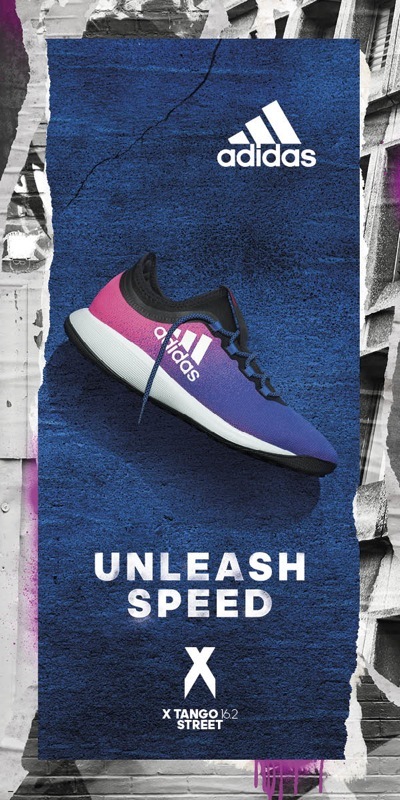 adidas
adidas
UNLEASH
SPEED
X
X TANGO 16.2
STREET